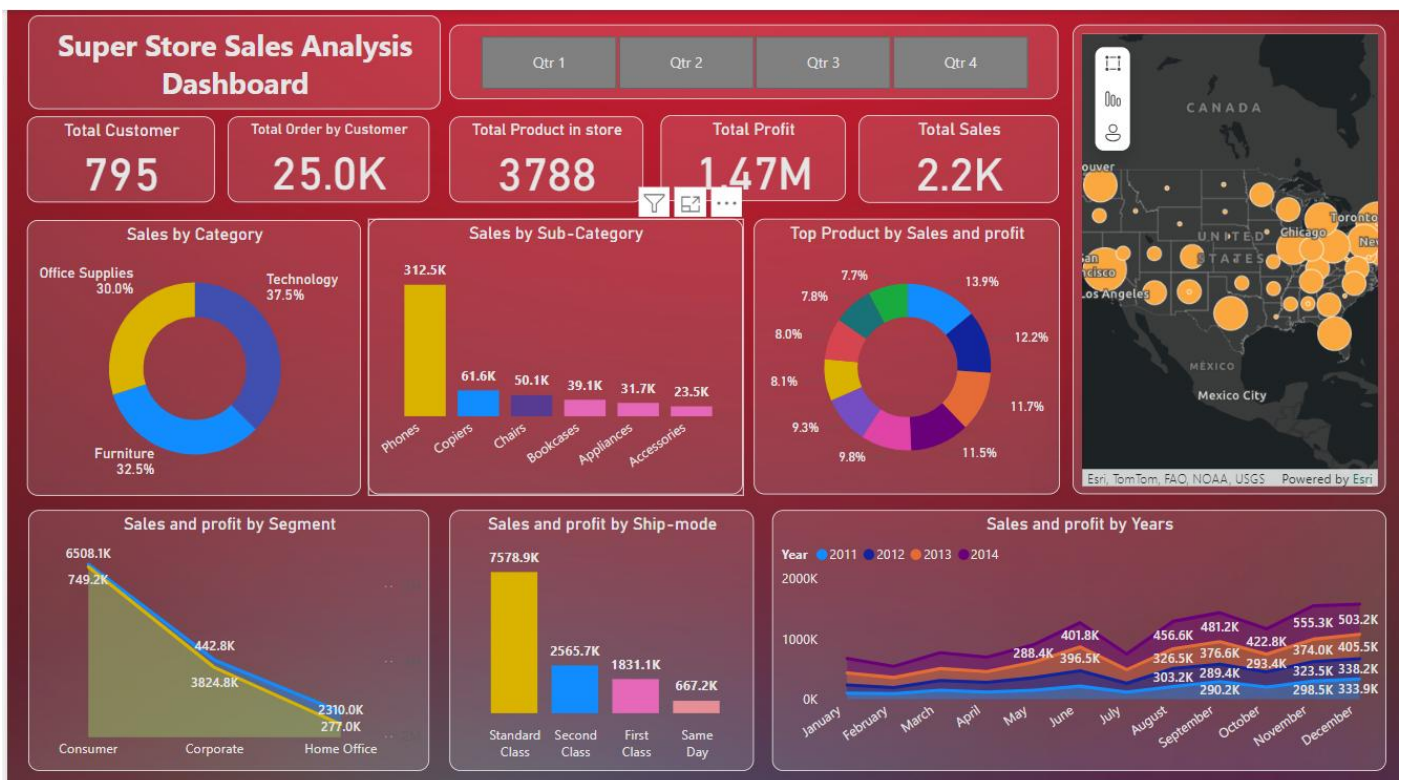 Super Store Sales Analysis
Dashboard
Qtr 1
Qtr 2
Qtr 3
Qtr 4
Total Customer
795
Total Order by Customer
25.0K
Total Product in store
3788
Total Profit
1.47M
Total Sales
2.2K
CANADA
Toronto
Chicago
UNITED
STATES
Los Angeles
MÉXICO
Mexico City
Esri, TomTom, FAO, NOAA, USGS
Powered by Esri
Sales by Category
Office Supplies
30.0%
Technology
37.5%
Furniture
32.5%
Sales by Sub-Category
312.5K
61.6K
50.1K
39.1K
31.7K
23.5K
Phones
Copiers
Chairs
Bookcases
Appliances
Accessories
Top Product by Sales and profit
7.7%
13.9%
7.8%
12.2%
8.0%
8.1%
11.7%
9.3%
9.8%
11.5%
Sales and profit by Segment
6508.1K
749.2K
442.8K
3824.8K
2310.0K
277.0K
Consumer
Corporate
Home Office
Sales and profit by Ship-mode
7578.9K
2565.7K
1831.1K
667.2K
Standard
Class
Second
Class
First
Class
Same
Day
Sales and profit by Years
Year 2011 2012 2013 2014
2000K
1000K
0K
288.4K
401.8K
396.5K
456.6K
326.5K
303.2K
481.2K
376.6K
289.4K
290.2K
422.8K
293.4K
555.3K
374.0K
323.5K
298.5K
503.2K
405.5K
338.2K
333.9K
January
February
March
April
May
June
July
August
September
October
November
December